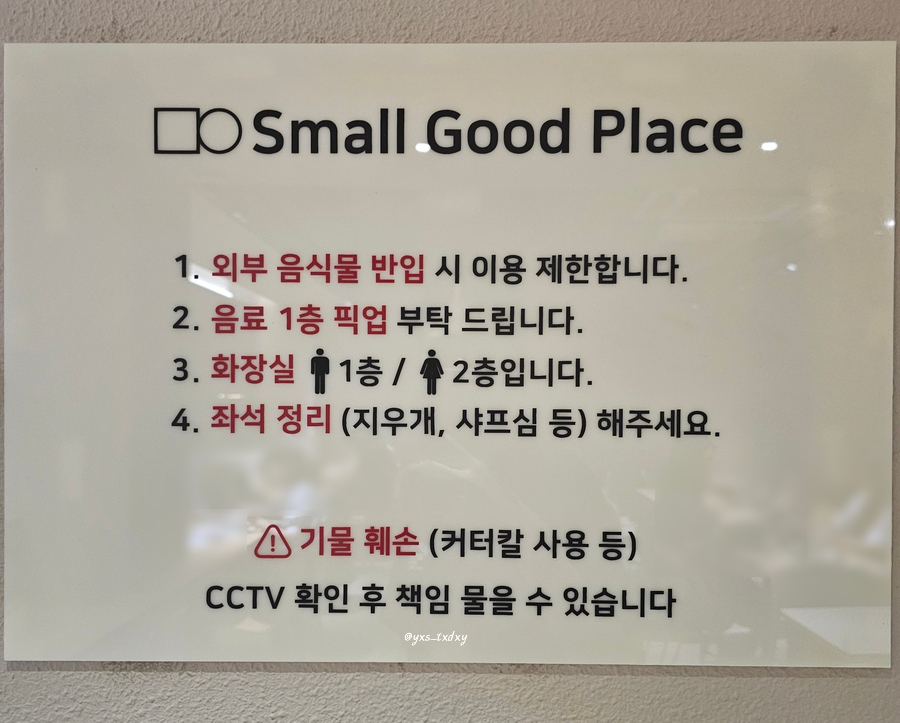 Small Good Place
1. 외부 음식물 반입 시 이용 제한합니다.
2. 음료 1층 픽업 부탁 드립니다.
3. 화장실 1층 / 2층입니다.
4. 좌석 정리 (지우개, 샤프심 등) 해주세요.
기물 훼손 (커터칼 사용 등)
CCTV 확인 후 책임 물을 수 있습니다
@yxs_txdxy